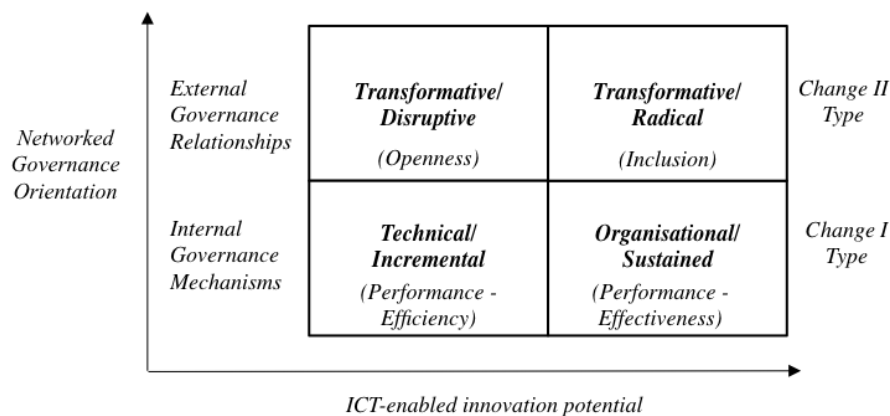 External
Governance
Relationships
Transformative/
Disruptive
(Openness)
Transformative/
Radical
(Inclusion)
Change II
Type
Networked
Governance
Orientation
Internal
Governance
Mechanisms
Technical/
Incremental
(Performance -
Efficiency)
Organisational/
Sustained
(Performance -
Effectiveness)
Change I
Type
ICT-enabled innovation potential